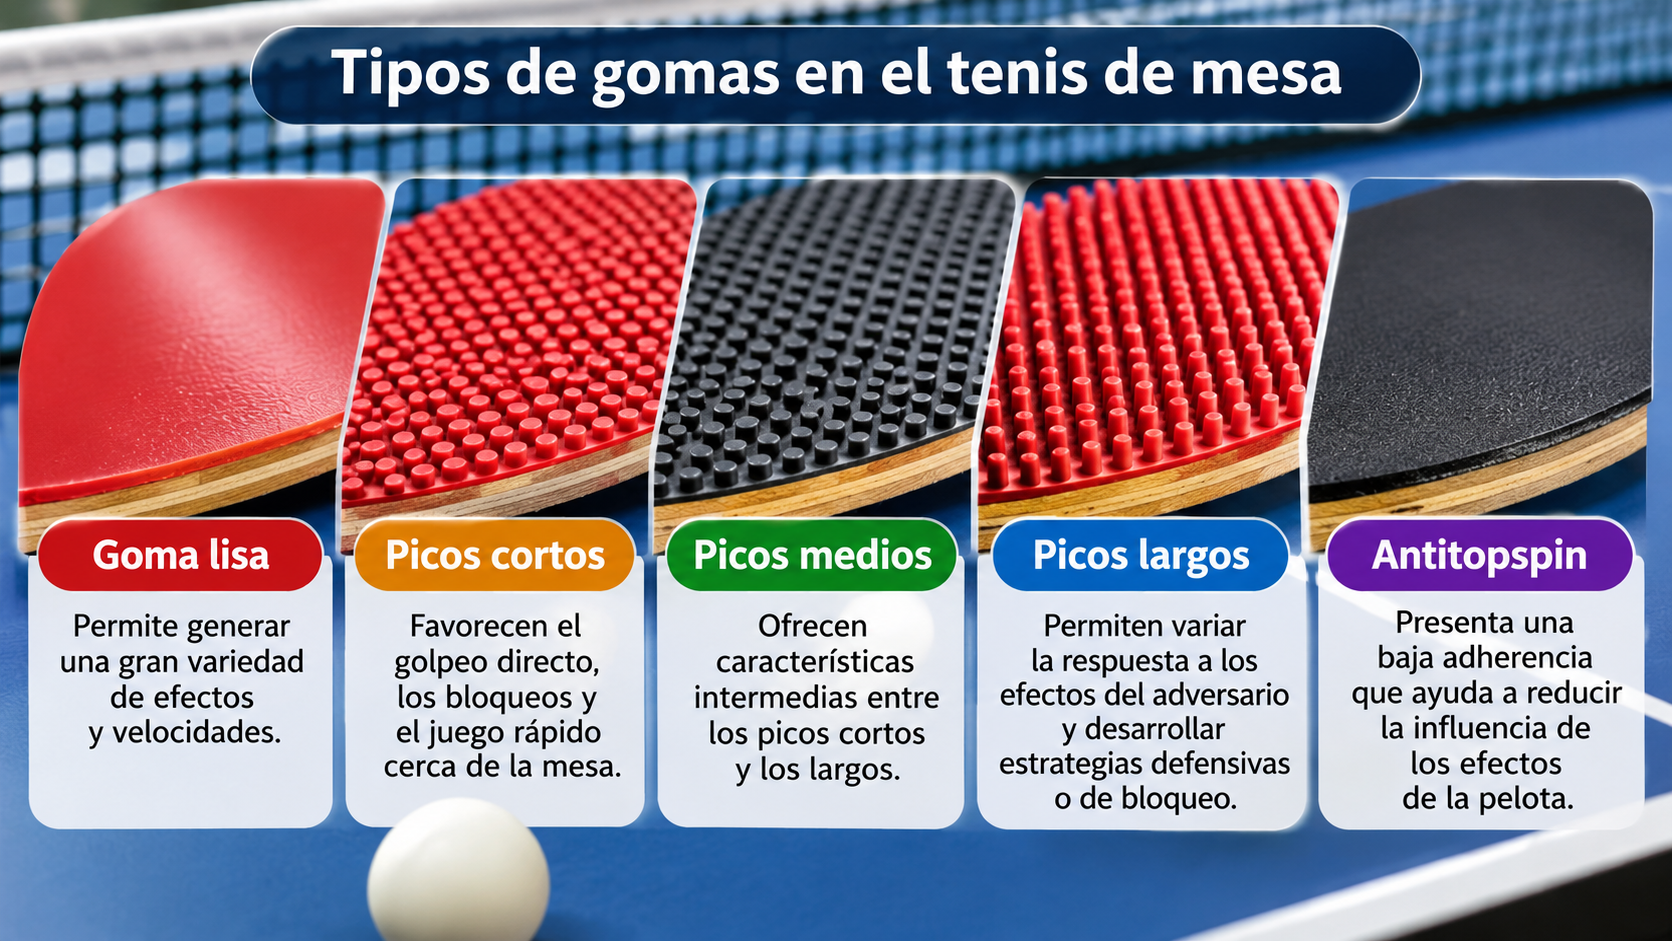 Tipos de gomas en el tenis de mesa
Goma lisa
Permite generar
una gran variedad
de efectos
y velocidades.
Picos cortos
Favorecen el
golpeo directo,
los bloqueos y
el juego rápido
cerca de la mesa.
Picos medios
Ofrecen
características
intermedias entre
los picos cortos
y los largos.
Picos largos
Permiten variar
la respuesta a los
efectos del adversario
y desarrollar
estrategias defensivas
o de bloqueo.
Antitopspin
Presenta una
baja adherencia
que ayuda a reducir
la influencia de
los efectos
de la pelota.